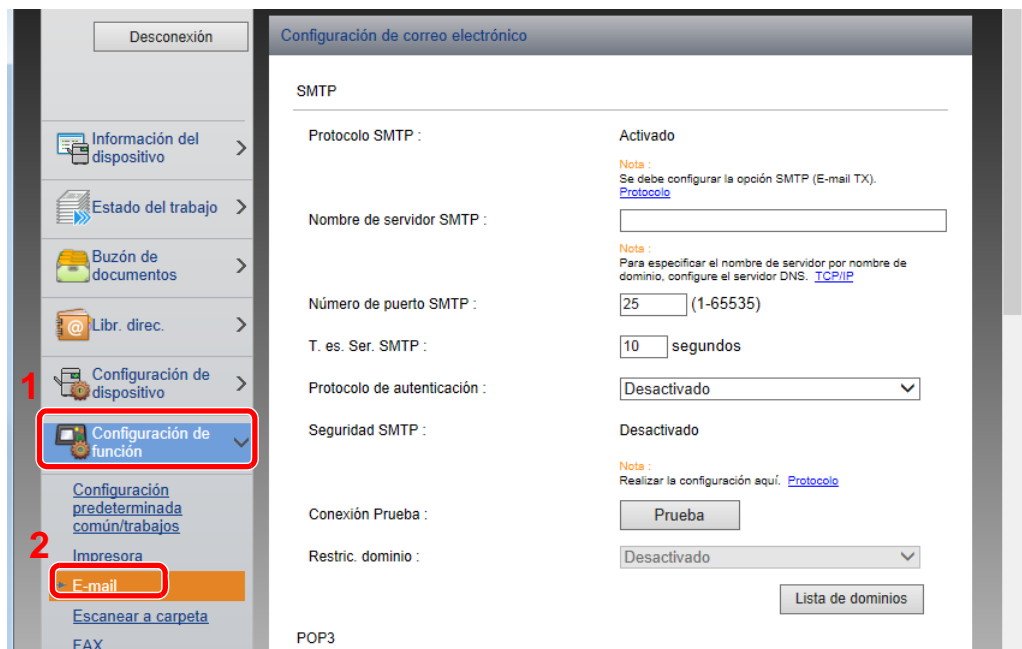 Desconexión
Información del
dispositivo
Estado del trabajo
Buzón de
documentos
Libr. direc.
1
Configuración de
dispositivo
Configuración de
función
Configuración
predeterminada
común/trabajos
2
Impresora
E-mail
Escanear a carpeta
FAX
Configuración de correo electrónico
SMTP
Protocolo SMTP :
Activado
Nota :
Se debe configurar la opción SMTP (E-mail TX).
Protocolo
Nombre de servidor SMTP :
Nota :
Para especificar el nombre de servidor por nombre de
dominio, configure el servidor DNS. TCP/IP
Número de puerto SMTP :
25 (1-65535)
T. es. Ser. SMTP :
10 segundos
Protocolo de autenticación :
Desactivado
Seguridad SMTP :
Desactivado
Nota :
Realizar la configuración aquí. Protocolo
Conexión Prueba :
Prueba
Restric. dominio :
Desactivado
Lista de dominios
POP3